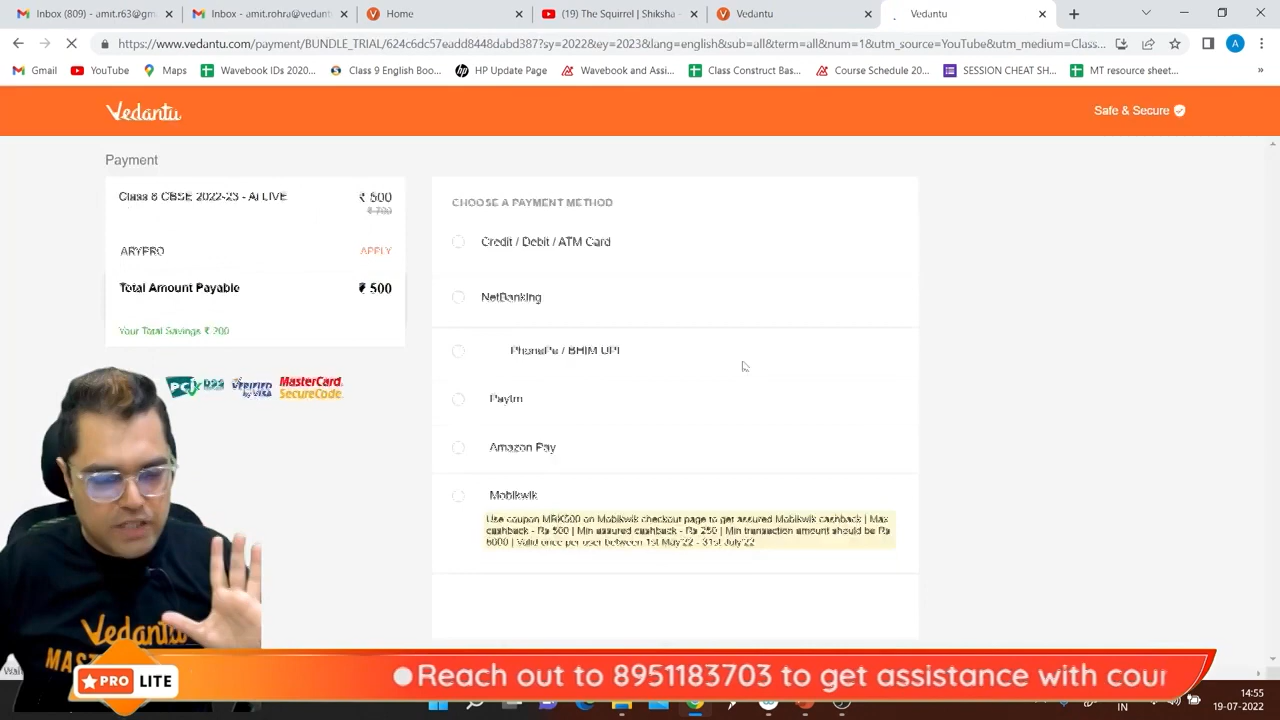 Inbox (809) - amit.r63@gm
Inbox - amit.rohra@vedant
Home
(19) The Squirrel | Shiksha -
Vedantu
Vedantu
https://www.vedantu.com/payment/BUNDLE_TRIAL/624c6dc57eadd8448dabd387?sy=2022&ey=2023&lang=english&sub=all&term=all&num=1&utm_source=YouTube&utm_medium=Class...
A
Gmail
YouTube
Maps
Wavebook IDs 2020...
Class 9 English Boo...
HP Update Page
Wavebook and Assi...
Class Construct Bas...
Course Schedule 20...
SESSION CHEAT SH...
MT resource sheet...
»
Vedantu
Safe & Secure
Payment
Class 8 CBSE 2022-23 - AI LIVE
₹ 500
₹ 700
ARYPRO
APPLY
Total Amount Payable
₹ 500
Your Total Savings ₹ 200
PCI DSS
VERIFIED by VISA
MasterCard. SecureCode.
CHOOSE A PAYMENT METHOD
Credit / Debit / ATM Card
NetBanking
PhonePe / BHIM UPI
Paytm
Amazon Pay
Mobikwik
Use coupon MRK500 on Mobikwik checkout page to get assured Mobikwik cashback | Max
cashback - Rs 500 | Min assured cashback - Rs 250 | Min transaction amount should be Rs
6000 | Valid once per user between 1st May'22 - 31st July'22
Vedantu
PRO LITE
Reach out to 8951183703 to get assistance with cour
IN
14:55
19-07-2022